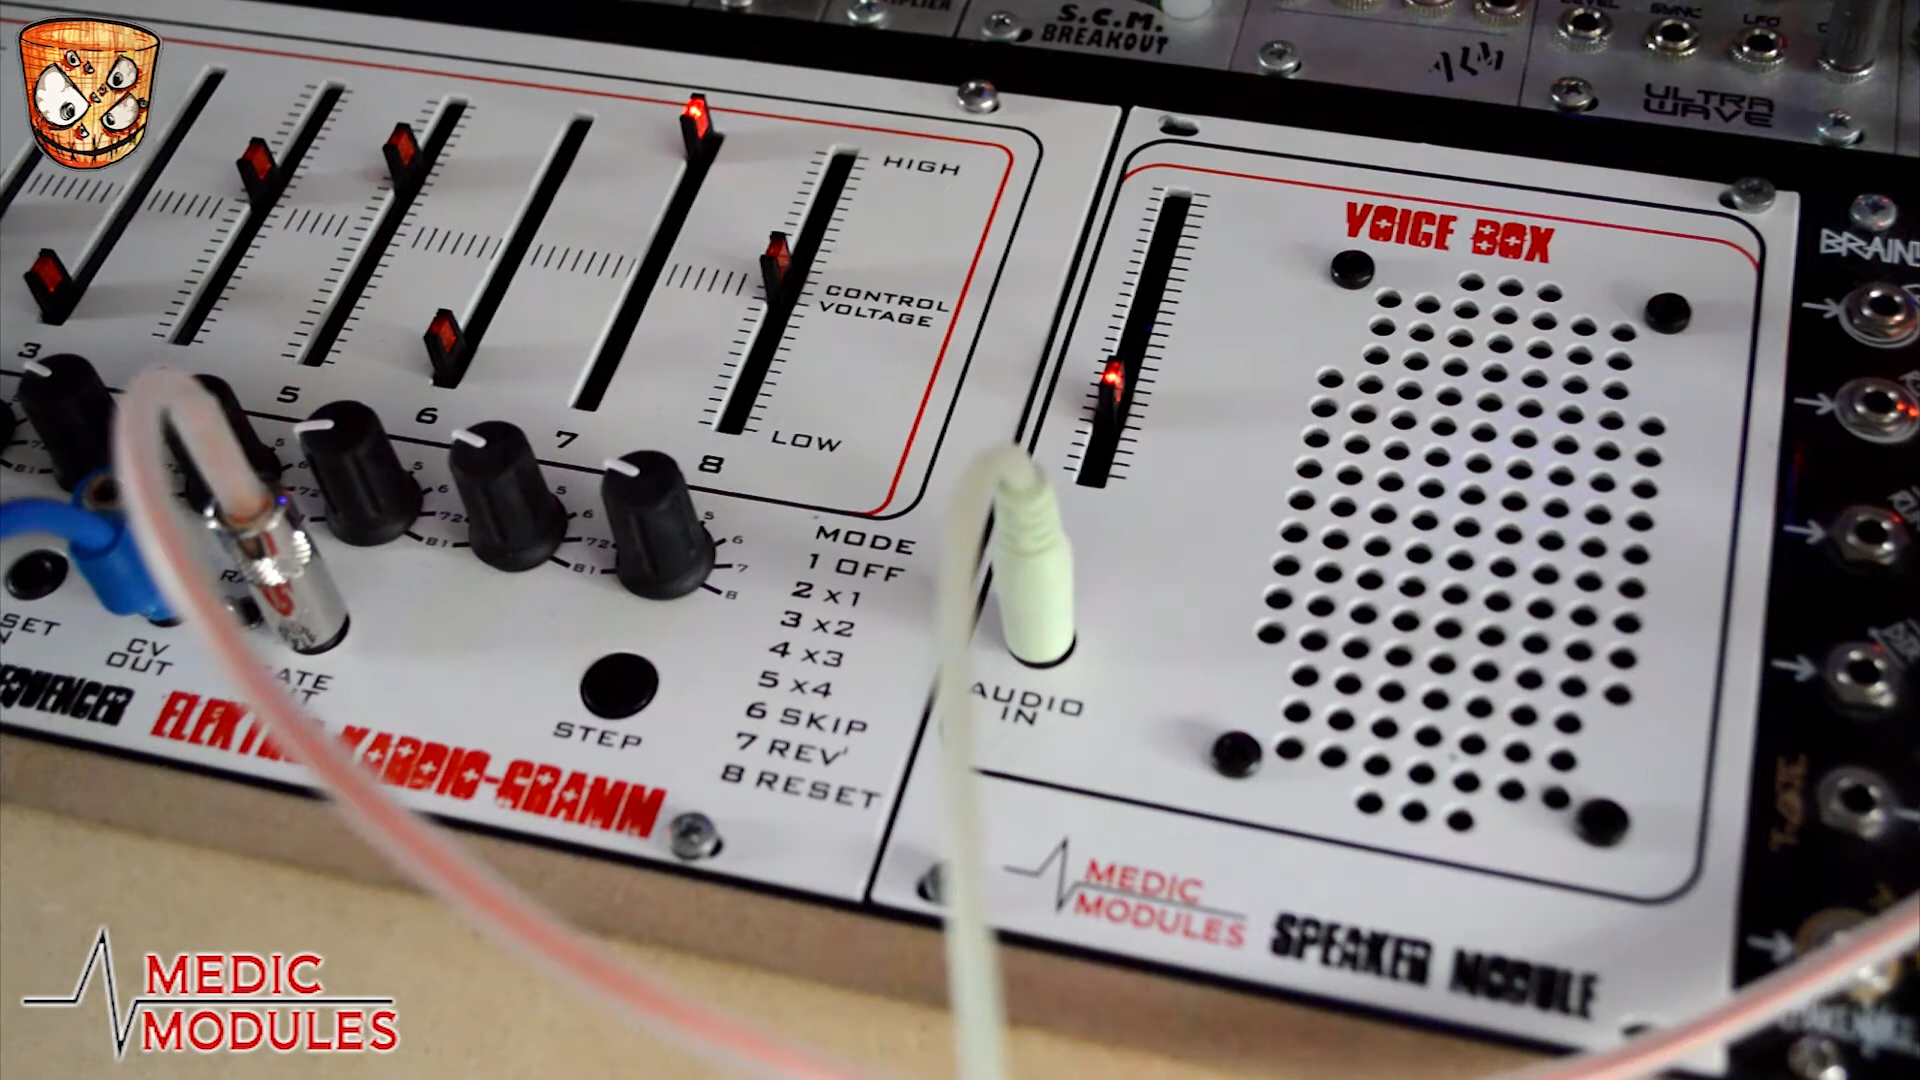 S.C.M.
BREAKOUT
LEVEL
SYNC
LFO
ALM
ULTRA
WAVE
HIGH
CONTROL
VOLTAGE
LOW
3
5
6
7
8
MODE
1 OFF
2 x1
3 x2
4 x3
5 x4
6 SKIP
7 REV'
8 RESET
CV
OUT
STEP
VOICE BOX
AUDIO
IN
MEDIC
MODULES
SPEAKER MODULE
MEDIC
MODULES